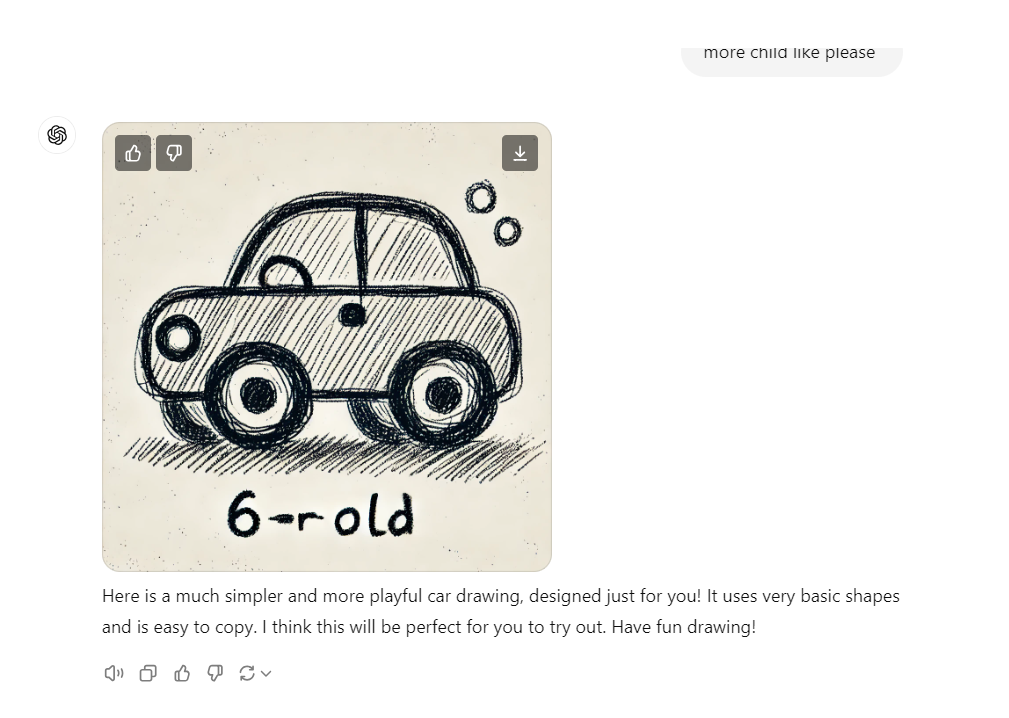 more child like please
6-r old
Here is a much simpler and more playful car drawing, designed just for you! It uses very basic shapes
and is easy to copy. I think this will be perfect for you to try out. Have fun drawing!